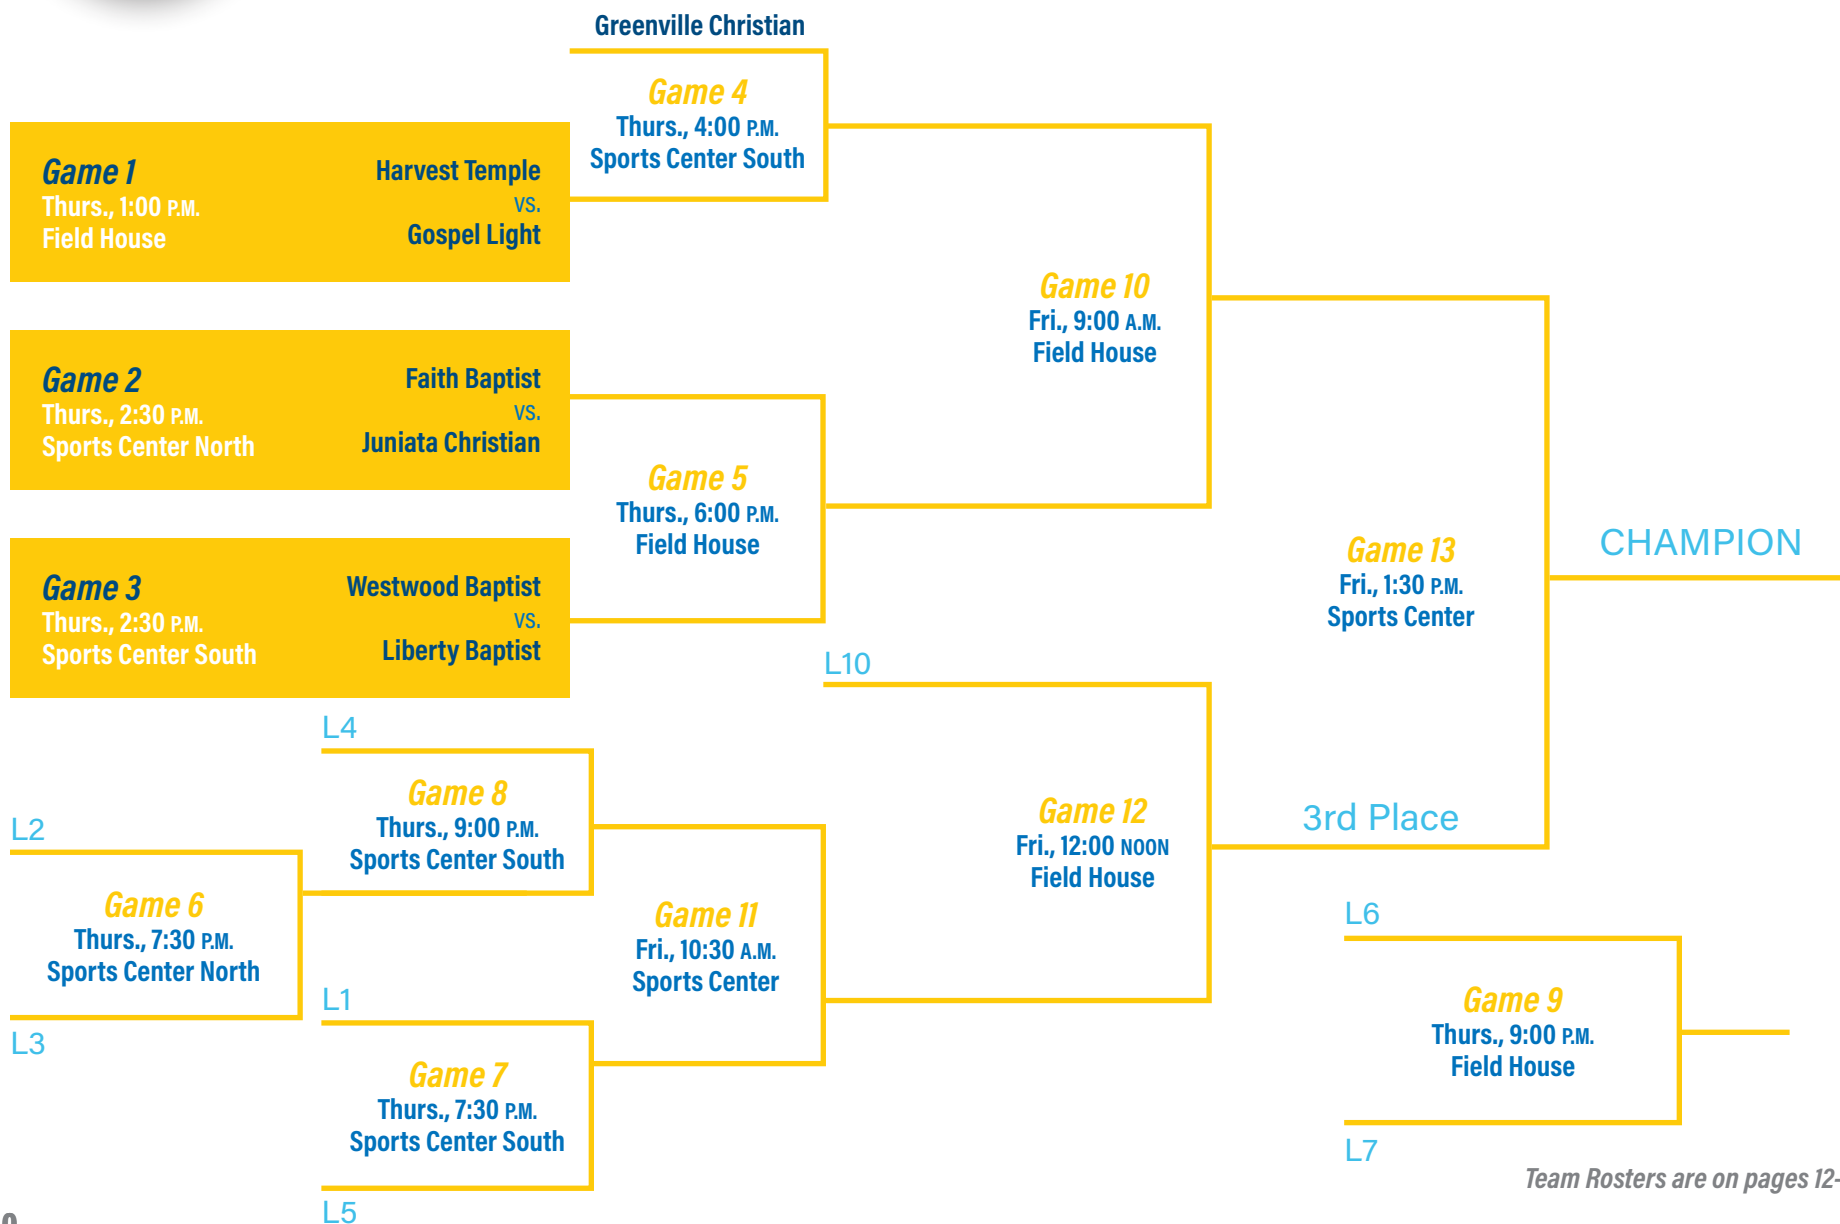 Greenville Christian
Game 4
Thurs., 4:00 P.M.
Sports Center South
Game 1
Thurs., 1:00 P.M.
Field House
Harvest Temple
VS.
Gospel Light
Game 10
Fri., 9:00 A.M.
Field House
Game 2
Thurs., 2:30 P.M.
Sports Center North
Faith Baptist
VS.
Juniata Christian
Game 5
Thurs., 6:00 P.M.
Field House
Game 3
Thurs., 2:30 P.M.
Sports Center South
Westwood Baptist
VS.
Liberty Baptist
Game 13
Fri., 1:30 P.M.
Sports Center
CHAMPION
L10
L4
Game 8
Thurs., 9:00 P.M.
Sports Center South
L2
Game 6
Thurs., 7:30 P.M.
Sports Center North
L3
Game 12
Fri., 12:00 NOON
Field House
3rd Place
Game 11
Fri., 10:30 A.M.
Sports Center
L1
Game 7
Thurs., 7:30 P.M.
Sports Center South
L5
L6
Game 9
Thurs., 9:00 P.M.
Field House
L7
Team Rosters are on pages 12-